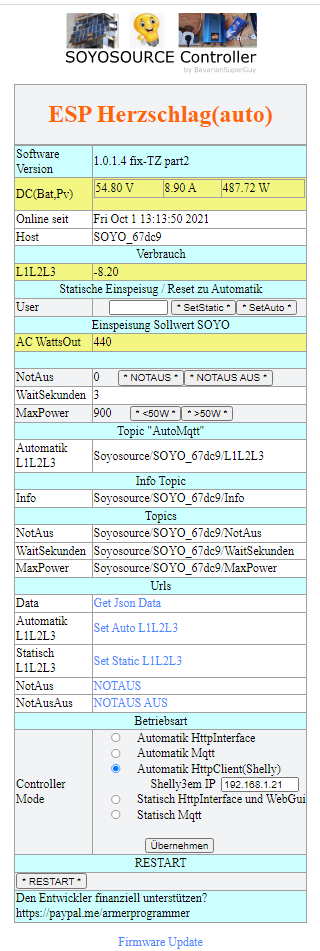 SOYOSOURCE Controller
by BavarianSuperGuy
ESP Herzschlag(auto)
Software Version 1.0.1.4 fix-TZ part2
DC(Bat,Pv) 54.80 V 8.90 A 487.72 W
Online seit Fri Oct 1 13:13:50 2021
Host SOYO_67dc9
Verbrauch
L1L2L3 -8.20
Statische Einspeisug / Reset zu Automatik
User * SetStatic * * SetAuto *
Einspeisung Sollwert SOYO
AC WattsOut 440
NotAus 0 * NOTAUS * * NOTAUS AUS *
WaitSekunden 3
MaxPower 900 * <50W * * >50W *
Topic "AutoMqtt"
Automatik L1L2L3 Soyosource/SOYO_67dc9/L1L2L3
Info Topic
Info Soyosource/SOYO_67dc9/Info
Topics
NotAus Soyosource/SOYO_67dc9/NotAus
WaitSekunden Soyosource/SOYO_67dc9/WaitSekunden
MaxPower Soyosource/SOYO_67dc9/MaxPower
Urls
Data Get Json Data
Automatik L1L2L3 Set Auto L1L2L3
Statisch L1L2L3 Set Static L1L2L3
NotAus NOTAUS
NotAusAus NOTAUS AUS
Betriebsart
Controller Mode
Automatik HttpInterface
Automatik Mqtt
Automatik HttpClient(Shelly)
Shelly3em IP 192.168.1.21
Statisch HttpInterface und WebGui
Statisch Mqtt
Übernehmen
RESTART
* RESTART *
Den Entwickler finanziell unterstützen?
https://paypal.me/armerprogrammer
Firmware Update